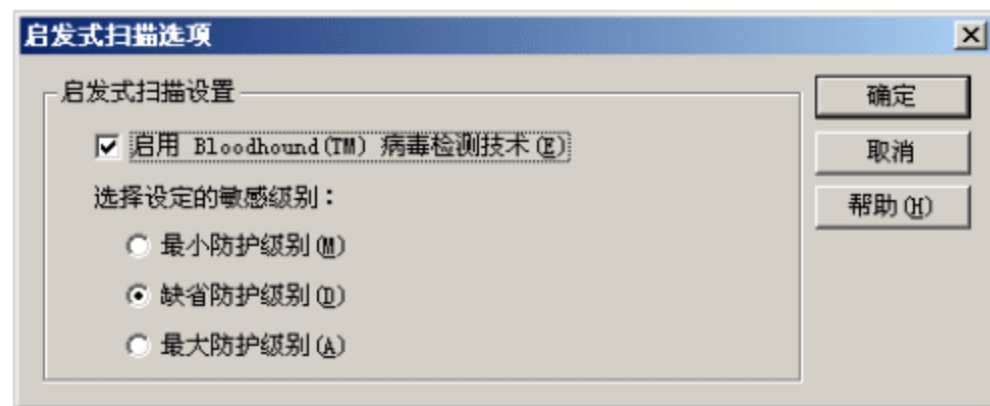 启发式扫描选项
启发式扫描设置
启用 Bloodhound(TM) 病毒检测技术(E)
选择设定的敏感级别：
最小防护级别(M)
缺省防护级别(D)
最大防护级别(A)
确定
取消
帮助(H)